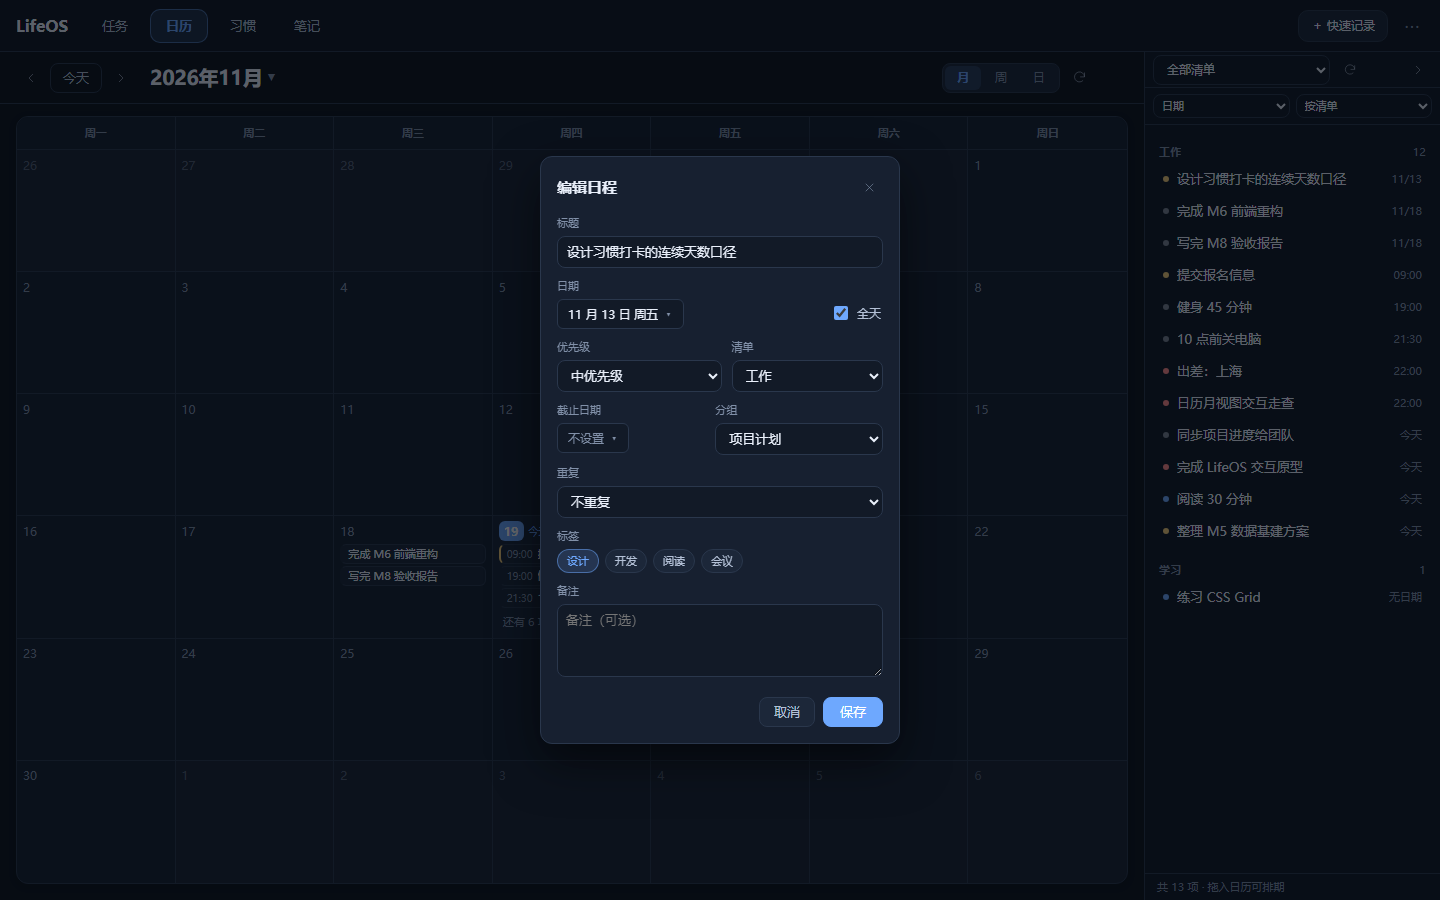 LifeOS 任务 日历 习惯 笔记 + 快速记录 ···
今天 2026年11月 月 周 日
周一 周二 周三 周四 周五 周六 周日
26 27 28 29 1
2 3 4 5 8
9 10 11 12 15
16 17 18 19 22
完成 M6 前端重构
写完 M8 验收报告
09:00
19:00
21:30
还有 6
23 24 25 26 29
30 1 2 3 4 5 6
编辑日程
标题
设计习惯打卡的连续天数口径
日期
11 月 13 日 周五 全天
优先级 清单
中优先级 工作
截止日期 分组
不设置 项目计划
重复
不重复
标签
设计 开发 阅读 会议
备注
备注（可选）
取消 保存
全部清单
日期 按清单
工作 12
设计习惯打卡的连续天数口径 11/13
完成 M6 前端重构 11/18
写完 M8 验收报告 11/18
提交报名信息 09:00
健身 45 分钟 19:00
10 点前关电脑 21:30
出差：上海 22:00
日历月视图交互走查 22:00
同步项目进度给团队 今天
完成 LifeOS 交互原型 今天
阅读 30 分钟 今天
整理 M5 数据基建方案 今天
学习 1
练习 CSS Grid 无日期
共 13 项 · 拖入日历可排期